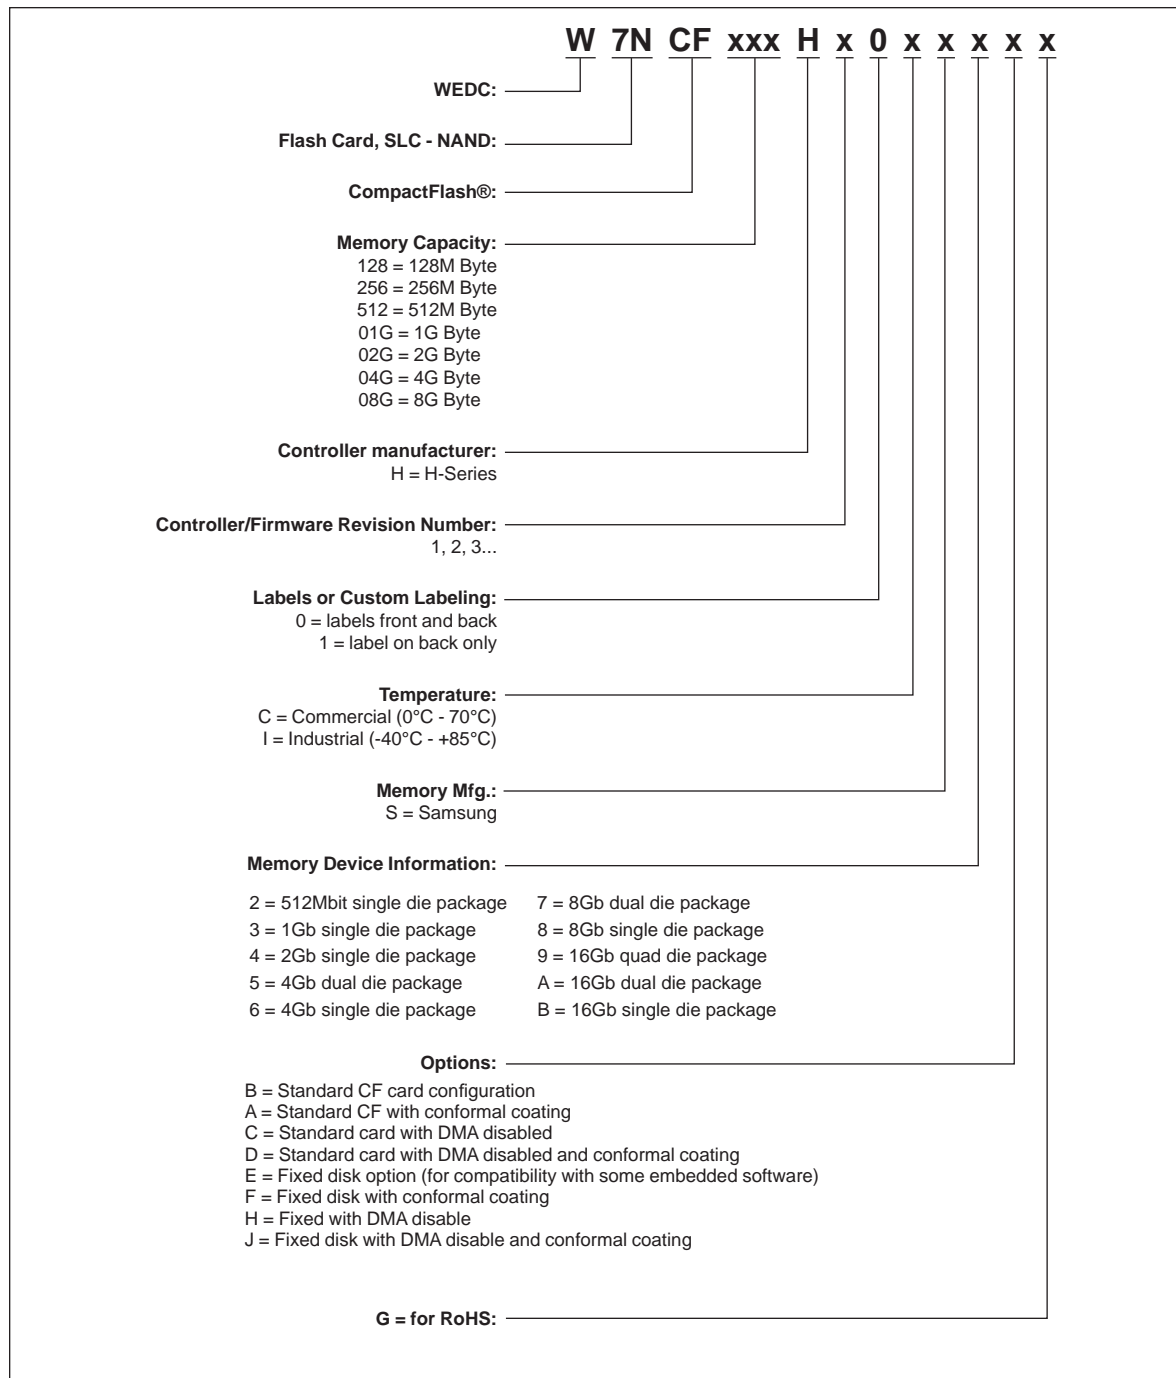 W 7N CF xxx H x 0 x x x x x
WEDC:
Flash Card, SLC - NAND:
CompactFlash®:
Memory Capacity:
128 = 128M Byte
256 = 256M Byte
512 = 512M Byte
01G = 1G Byte
02G = 2G Byte
04G = 4G Byte
08G = 8G Byte
Controller manufacturer:
H = H-Series
Controller/Firmware Revision Number:
1, 2, 3...
Labels or Custom Labeling:
0 = labels front and back
1 = label on back only
Temperature:
C = Commercial (0°C - 70°C)
I = Industrial (-40°C - +85°C)
Memory Mfg.:
S = Samsung
Memory Device Information:
2 = 512Mbit single die package 7 = 8Gb dual die package
3 = 1Gb single die package 8 = 8Gb single die package
4 = 2Gb single die package 9 = 16Gb quad die package
5 = 4Gb dual die package A = 16Gb dual die package
6 = 4Gb single die package B = 16Gb single die package
Options:
B = Standard CF card configuration
A = Standard CF with conformal coating
C = Standard card with DMA disabled
D = Standard card with DMA disabled and conformal coating
E = Fixed disk option (for compatibility with some embedded software)
F = Fixed disk with conformal coating
H = Fixed with DMA disable
J = Fixed disk with DMA disable and conformal coating
G = for RoHS: